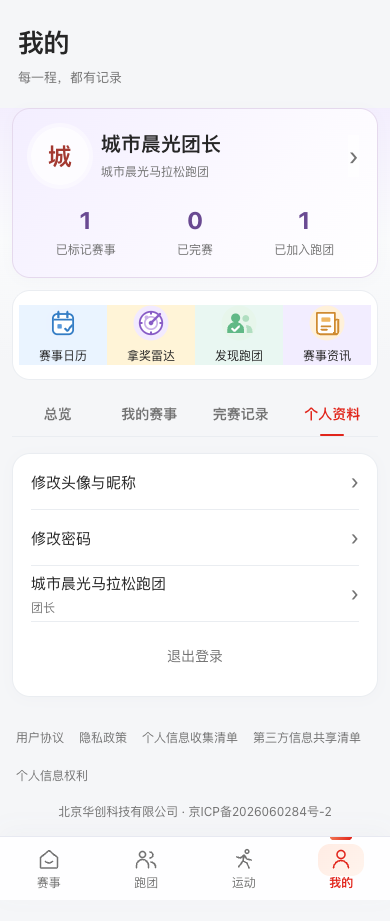 我的
每一程，都有记录
城
城市晨光团长
城市晨光马拉松跑团
1 0 1
已标记赛事 已完赛 已加入跑团
赛事日历 拿奖雷达 发现跑团 赛事资讯
总览 我的赛事 完赛记录 个人资料
修改头像与昵称
修改密码
城市晨光马拉松跑团
团长
退出登录
用户协议 隐私政策 个人信息收集清单 第三方信息共享清单
个人信息权利
北京华创科技有限公司 · 京ICP备2026060284号-2
赛事 跑团 运动 我的